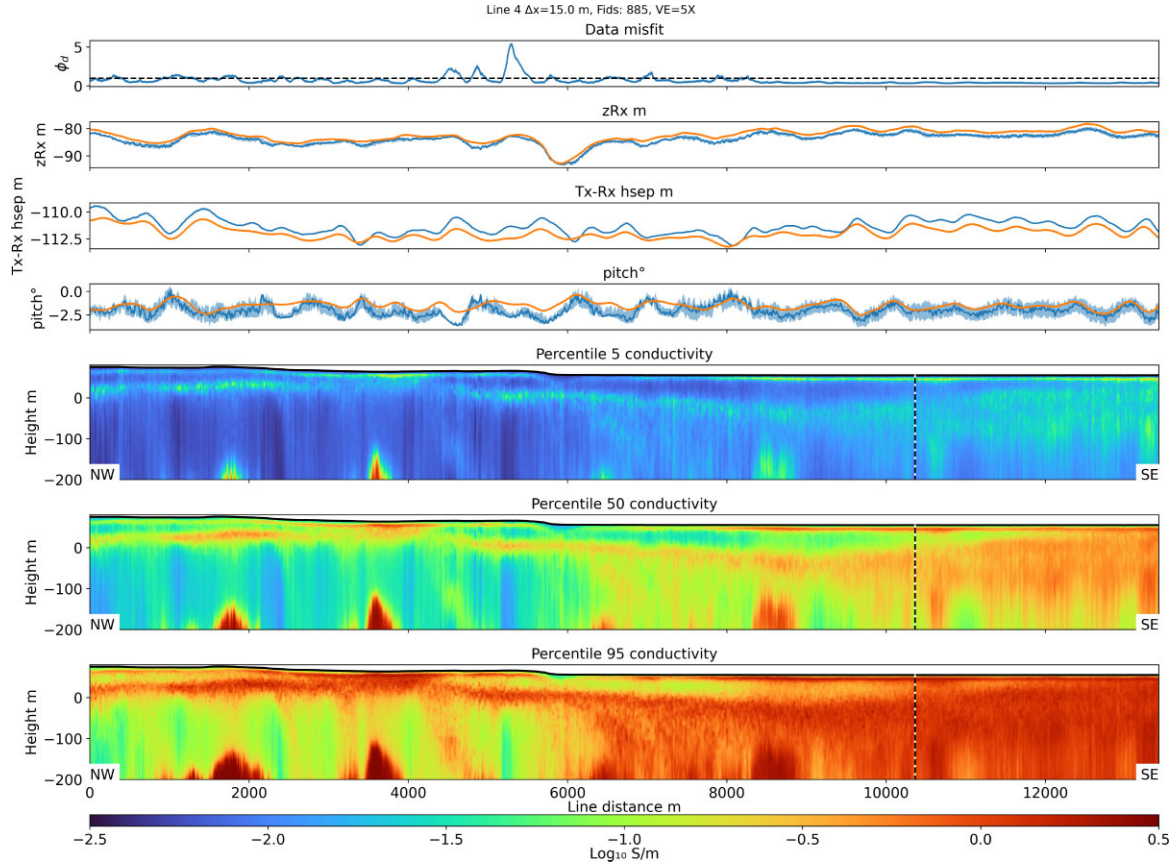 Line 4 Δx=15.0 m, Fids: 885, VE=5X
Data misfit
ϕd
5
0
zRx m
zRx m
−80
−90
Tx-Rx hsep m
Tx-Rx hsep m
−110.0
−112.5
pitch°
pitch°
0.0
−2.5
Percentile 5 conductivity
Height m
0
−100
−200
NW
SE
Percentile 50 conductivity
Height m
0
−100
−200
NW
SE
Percentile 95 conductivity
Height m
0
−100
−200
NW
SE
0 2000 4000 6000 8000 10000 12000
Line distance m
−2.5 −2.0 −1.5 −1.0 −0.5 0.0 0.5
Log₁₀ S/m